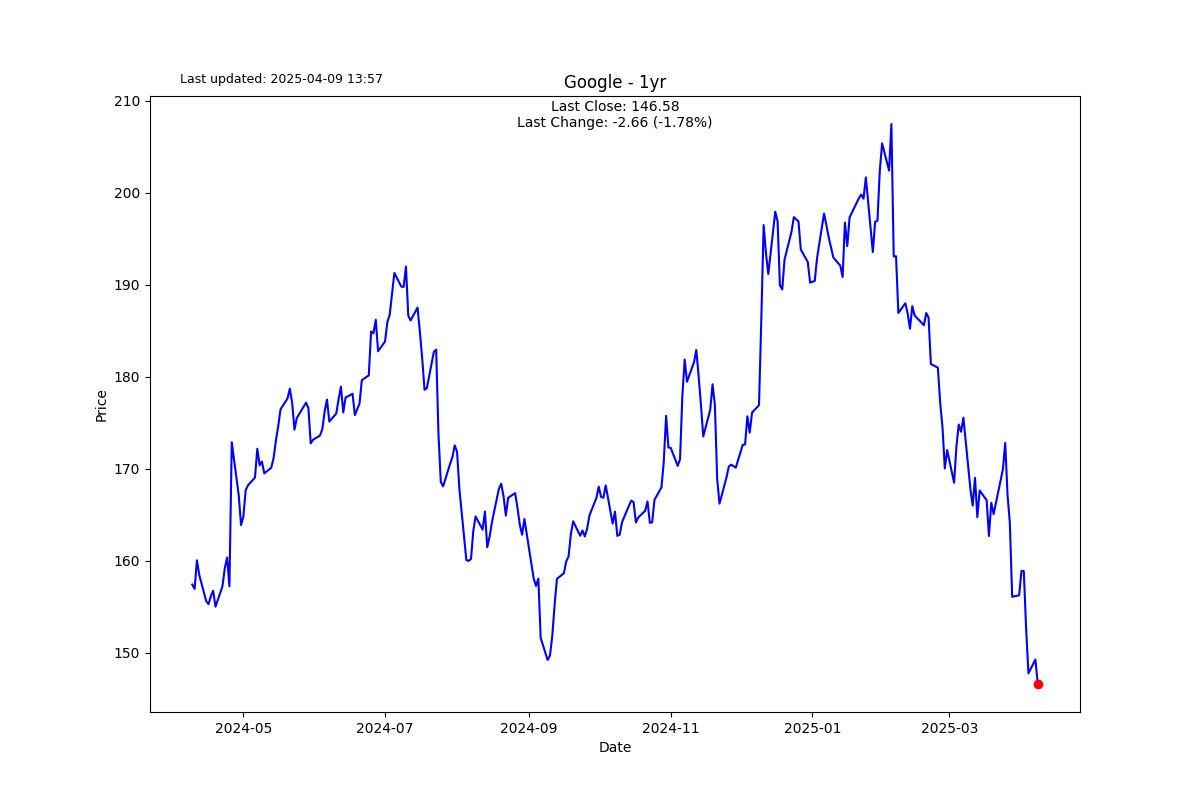 Last updated: 2025-04-09 13:57
Google - 1yr
Last Close: 146.58
Last Change: -2.66 (-1.78%)
210
200
190
180
170
160
150
Price
2024-05
2024-07
2024-09
2024-11
2025-01
2025-03
Date